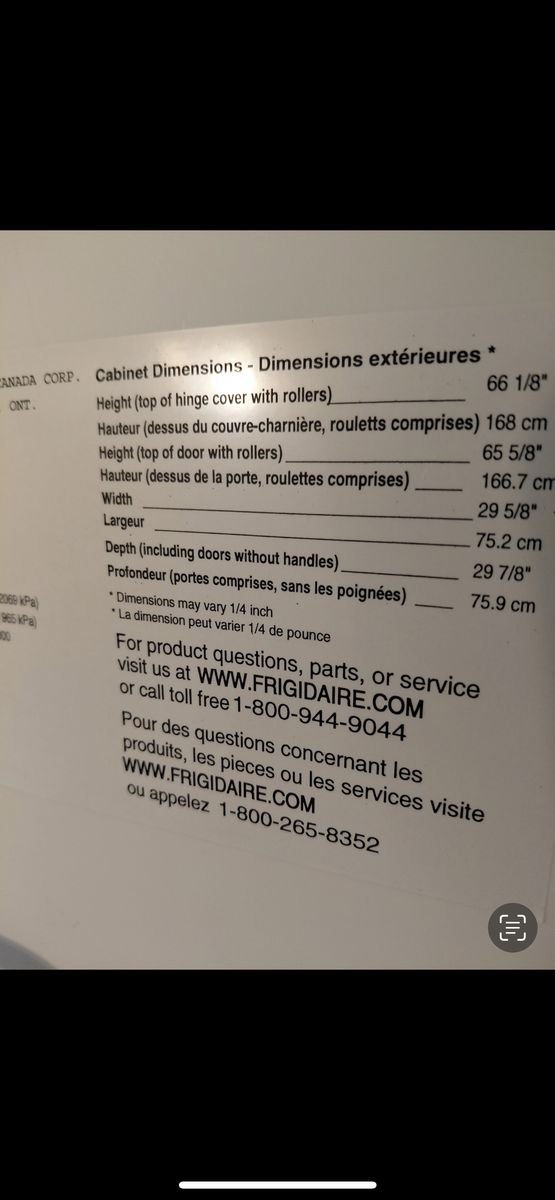 CANADA CORP.
ONT.
Cabinet Dimensions - Dimensions extérieures *
Height (top of hinge cover with rollers) 66 1/8"
Hauteur (dessus du couvre-charnière, rouletts comprises) 168 cm
Height (top of door with rollers) 65 5/8"
Hauteur (dessus de la porte, roulettes comprises) 166.7 cm
Width 29 5/8"
Largeur 75.2 cm
Depth (including doors without handles) 29 7/8"
Profondeur (portes comprises, sans les poignées) 75.9 cm
* Dimensions may vary 1/4 inch
* La dimension peut varier 1/4 de pounce
2069 kPa)
965 kPa)
For product questions, parts, or service
visit us at WWW.FRIGIDAIRE.COM
or call toll free 1-800-944-9044
Pour des questions concernant les
produits, les pieces ou les services visite
WWW.FRIGIDAIRE.COM
ou appelez 1-800-265-8352